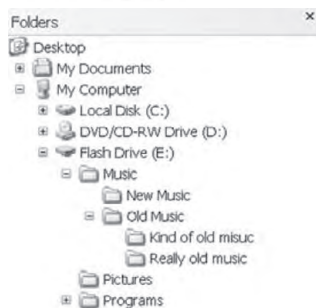 Folders
Desktop
My Documents
My Computer
Local Disk (C:)
DVD/CD-RW Drive (D:)
Flash Drive (E:)
Music
New Music
Old Music
Kind of old misuc
Really old music
Pictures
Programs